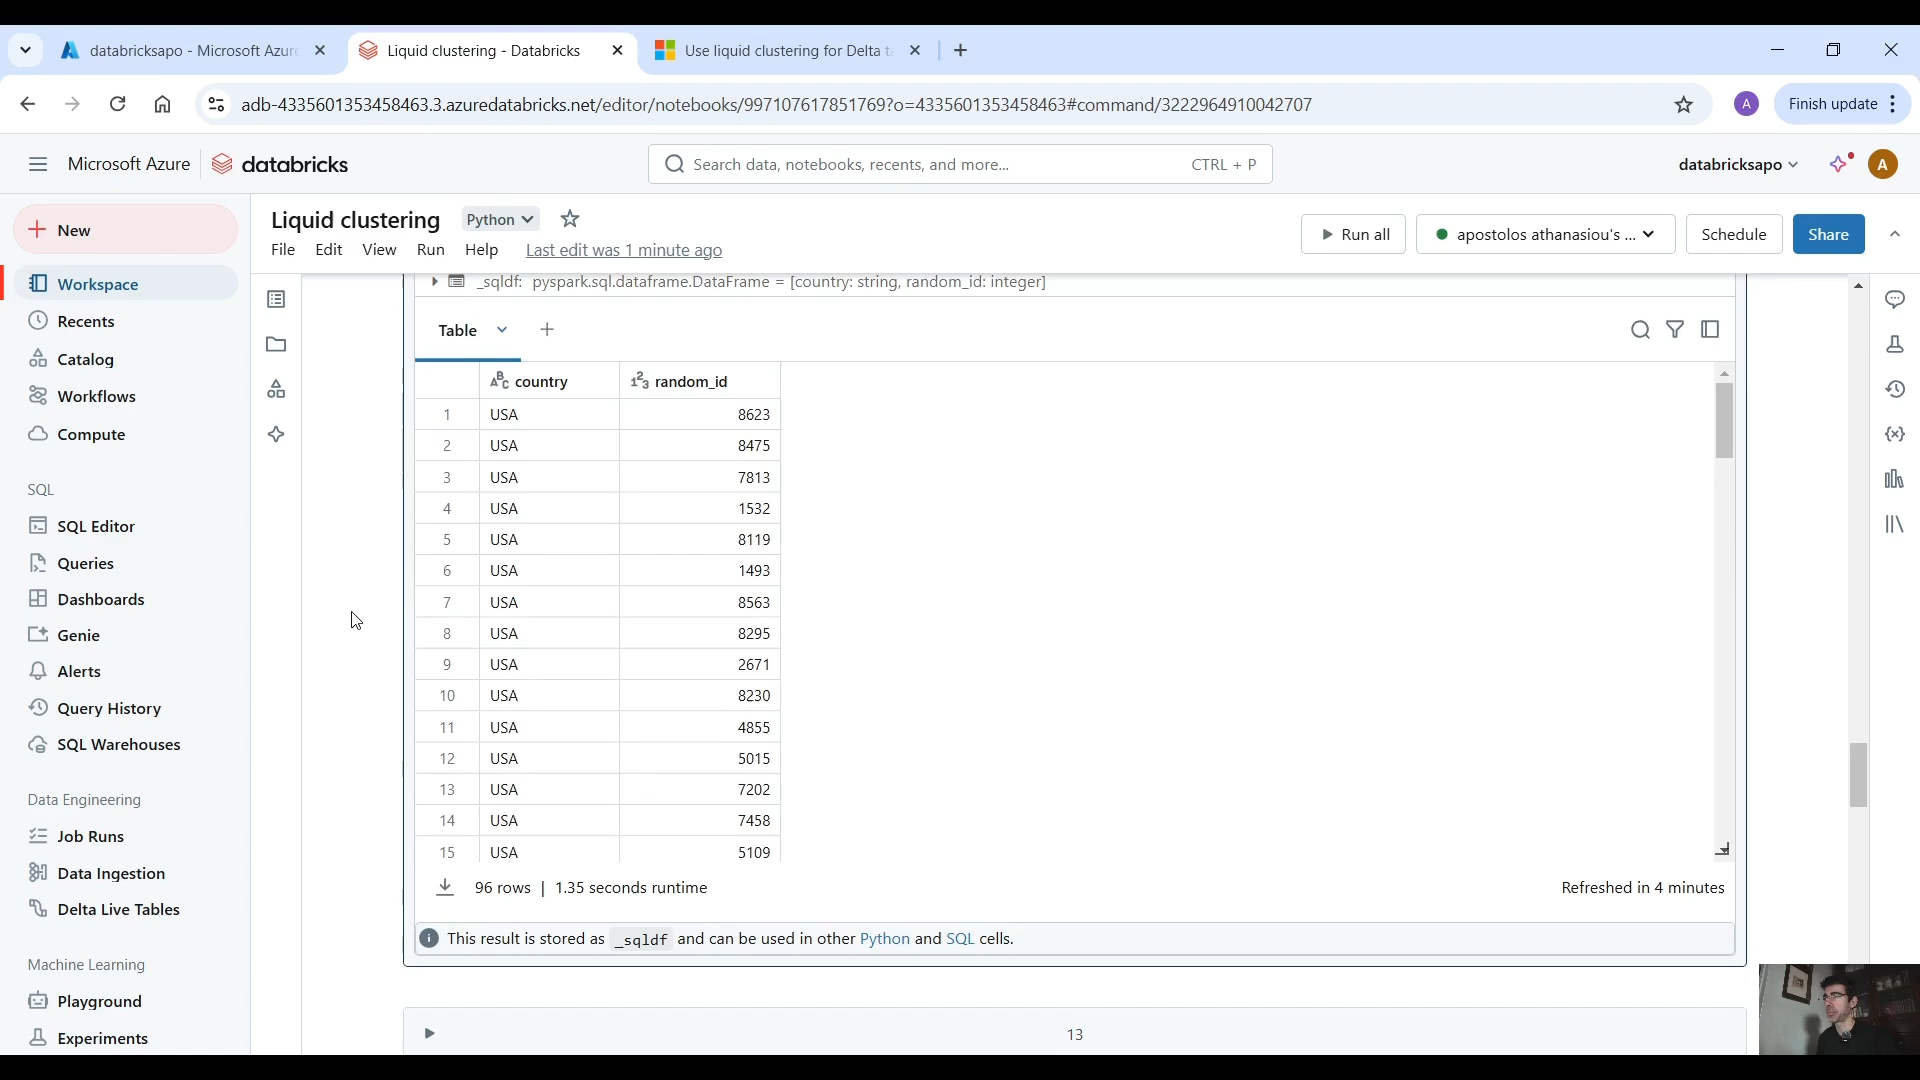 databricksapo - Microsoft Azure
Liquid clustering - Databricks
Use liquid clustering for Delta ta
adb-4335601353458463.3.azuredatabricks.net/editor/notebooks/997107617851769?o=4335601353458463#command/3222964910042707
A
Finish update
Microsoft Azure
databricks
Search data, notebooks, recents, and more...
CTRL + P
databricksapo
A
New
Workspace
Recents
Catalog
Workflows
Compute
SQL
SQL Editor
Queries
Dashboards
Genie
Alerts
Query History
SQL Warehouses
Data Engineering
Job Runs
Data Ingestion
Delta Live Tables
Machine Learning
Playground
Experiments
Liquid clustering
Python
File Edit View Run Help Last edit was 1 minute ago
Run all
apostolos athanasiou's ...
Schedule
Share
_sqldf: pyspark.sql.dataframe.DataFrame = [country: string, random_id: integer]
Table
ABC country 123 random_id
1 USA 8623
2 USA 8475
3 USA 7813
4 USA 1532
5 USA 8119
6 USA 1493
7 USA 8563
8 USA 8295
9 USA 2671
10 USA 8230
11 USA 4855
12 USA 5015
13 USA 7202
14 USA 7458
15 USA 5109
96 rows | 1.35 seconds runtime
Refreshed in 4 minutes
This result is stored as _sqldf and can be used in other Python and SQL cells.
13